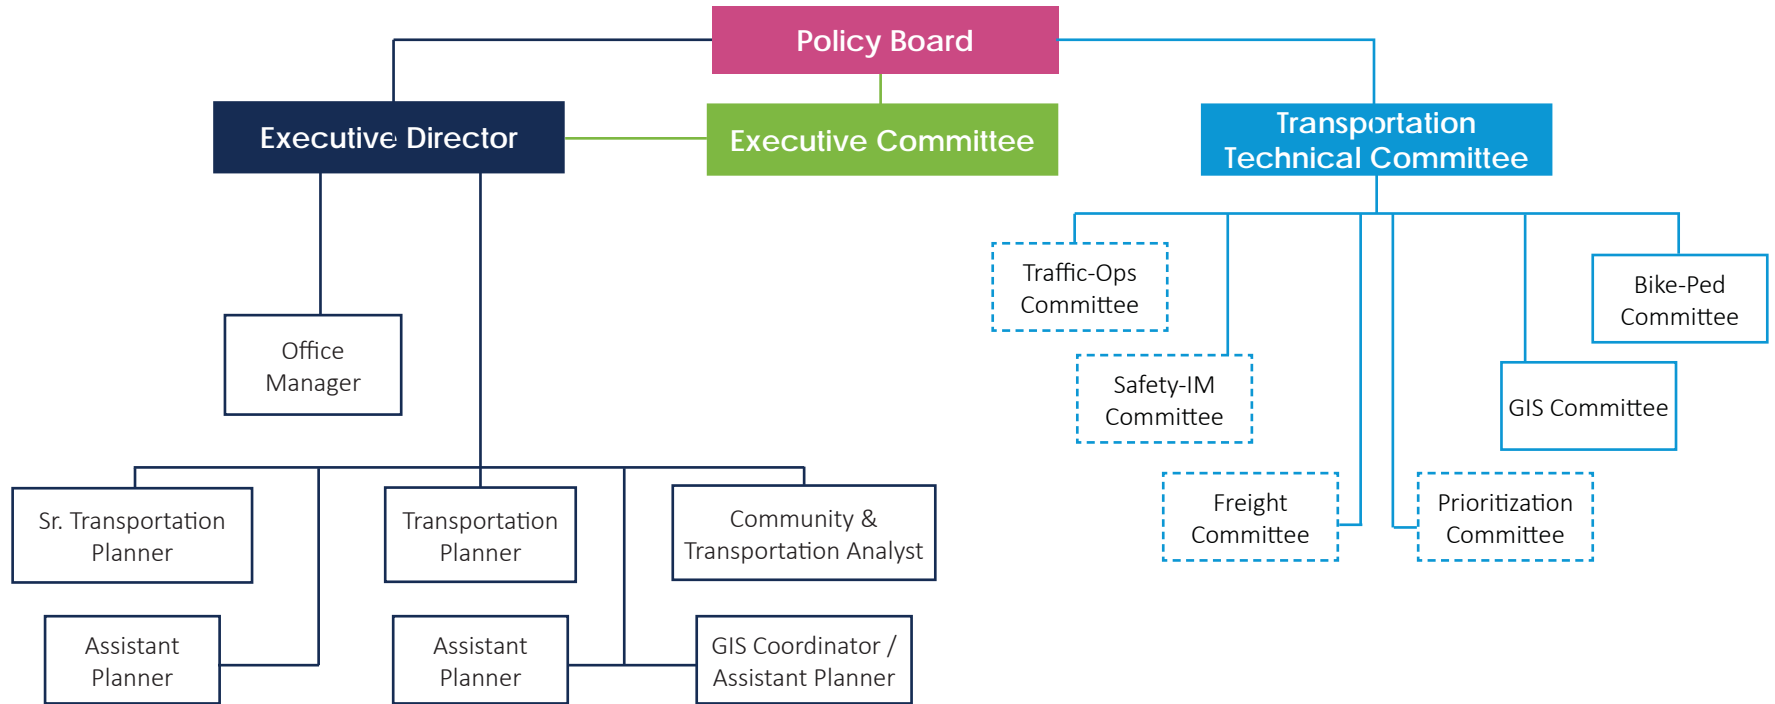 Policy Board
Executive Director
Executive Committee
Transportation
Technical Committee
Traffic-Ops
Committee
Bike-Ped
Committee
Office
Manager
Safety-IM
Committee
GIS Committee
Sr. Transportation
Planner
Transportation
Planner
Community &
Transportation Analyst
Freight
Committee
Prioritization
Committee
Assistant
Planner
Assistant
Planner
GIS Coordinator /
Assistant Planner